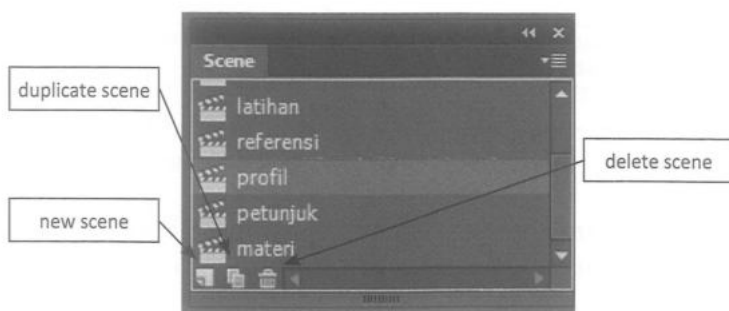 Scene
duplicate scene
latihan
referensi
delete scene
profil
petunjuk
new scene
materi